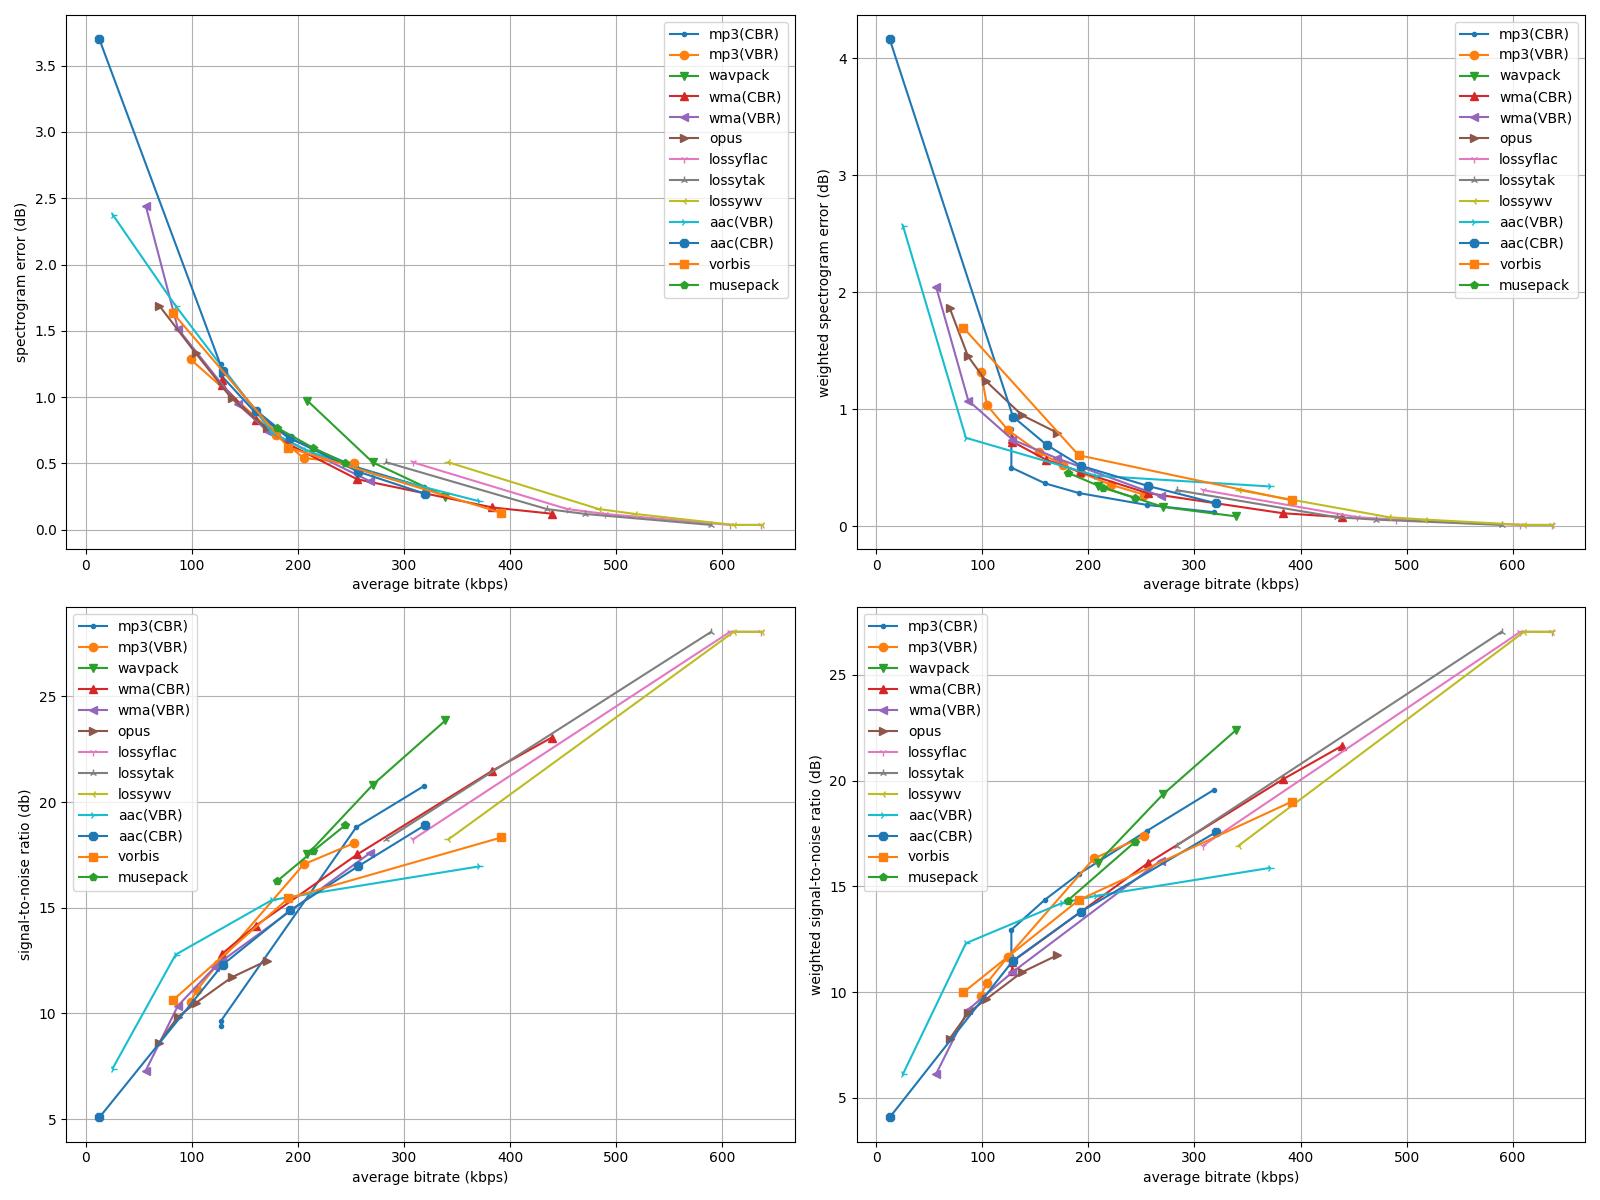 spectrogram error (dB)
3.5
3.0
2.5
2.0
1.5
1.0
0.5
0.0
mp3(CBR)
mp3(VBR)
wavpack
wma(CBR)
wma(VBR)
opus
lossyflac
lossytak
lossywv
aac(VBR)
aac(CBR)
vorbis
musepack
0 100 200 300 400 500 600
average bitrate (kbps)
weighted spectrogram error (dB)
4
3
2
1
0
mp3(CBR)
mp3(VBR)
wavpack
wma(CBR)
wma(VBR)
opus
lossyflac
lossytak
lossywv
aac(VBR)
aac(CBR)
vorbis
musepack
0 100 200 300 400 500 600
average bitrate (kbps)
signal-to-noise ratio (db)
25
20
15
10
5
mp3(CBR)
mp3(VBR)
wavpack
wma(CBR)
wma(VBR)
opus
lossyflac
lossytak
lossywv
aac(VBR)
aac(CBR)
vorbis
musepack
0 100 200 300 400 500 600
average bitrate (kbps)
weighted signal-to-noise ratio (dB)
25
20
15
10
5
mp3(CBR)
mp3(VBR)
wavpack
wma(CBR)
wma(VBR)
opus
lossyflac
lossytak
lossywv
aac(VBR)
aac(CBR)
vorbis
musepack
0 100 200 300 400 500 600
average bitrate (kbps)